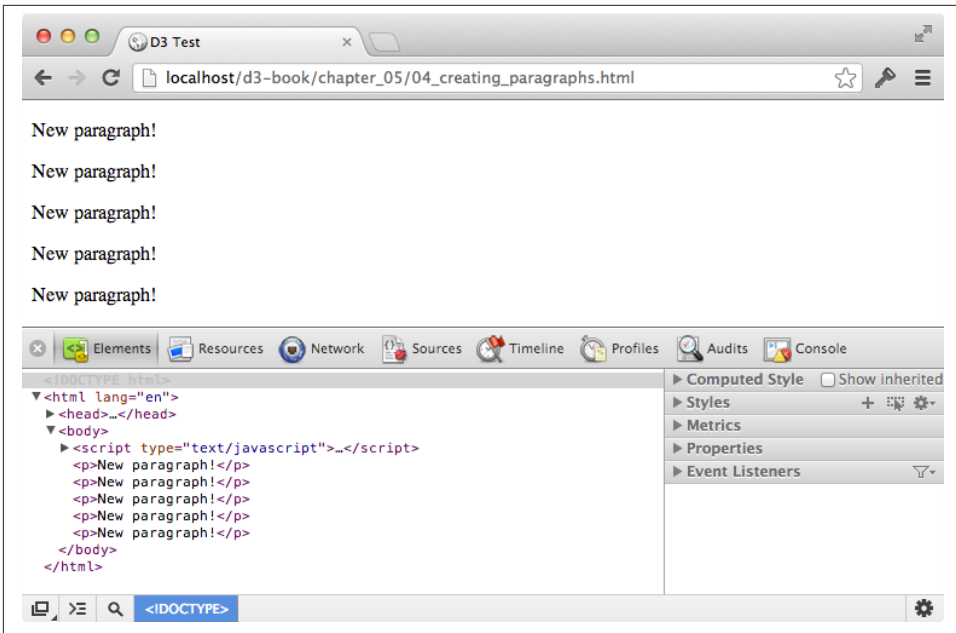 D3 Test
localhost/d3-book/chapter_05/04_creating_paragraphs.html
New paragraph!
New paragraph!
New paragraph!
New paragraph!
New paragraph!
Elements Resources Network Sources Timeline Profiles Audits Console
<!DOCTYPE html>
<html lang="en">
<head>…</head>
<body>
<script type="text/javascript">…</script>
<p>New paragraph!</p>
<p>New paragraph!</p>
<p>New paragraph!</p>
<p>New paragraph!</p>
<p>New paragraph!</p>
</body>
</html>
Computed Style Show inherited
Styles
Metrics
Properties
Event Listeners
<!DOCTYPE>